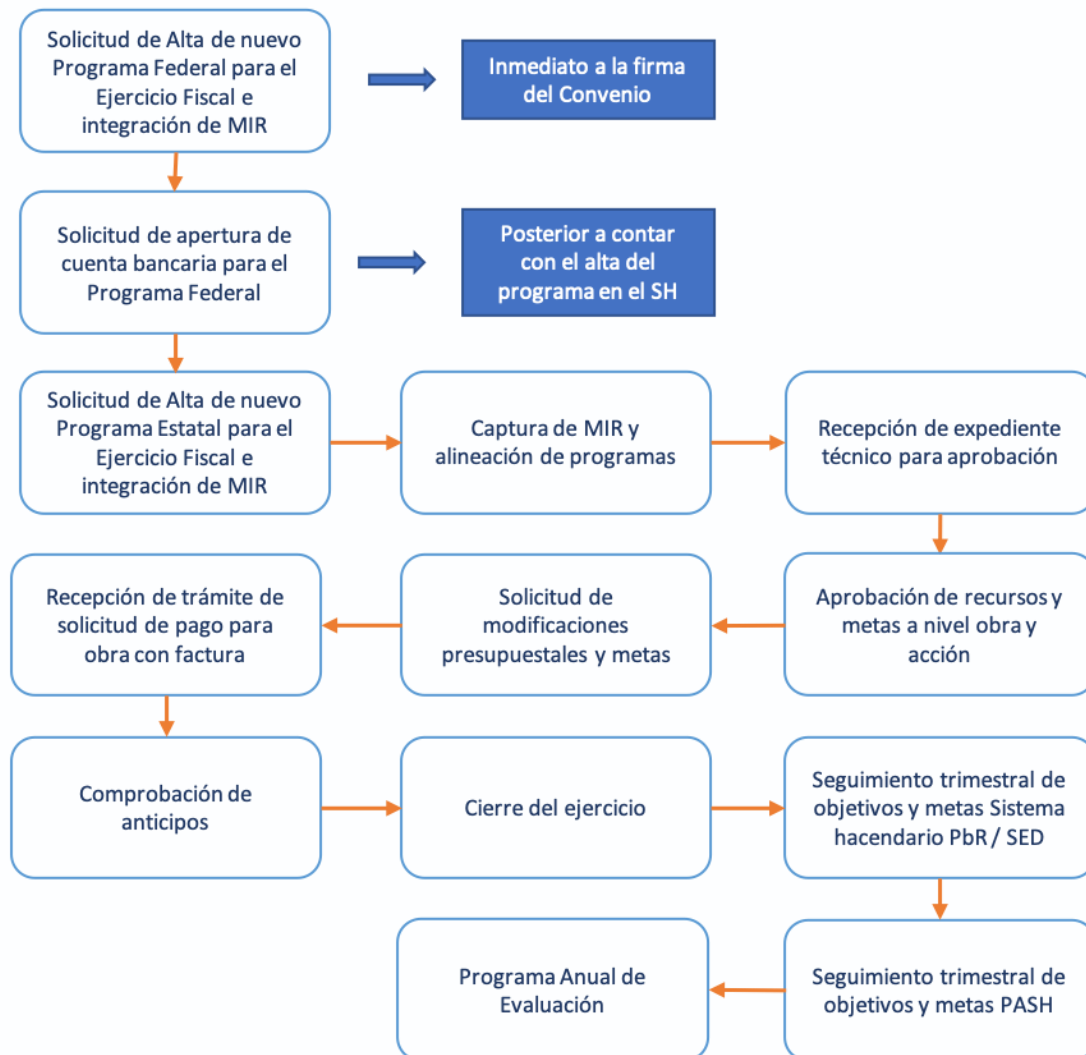 Solicitud de Alta de nuevo
Programa Federal para el
Ejercicio Fiscal e
integración de MIR
Inmediato a la firma
del Convenio
Solicitud de apertura de
cuenta bancaria para el
Programa Federal
Posterior a contar
con el alta del
programa en el SH
Solicitud de Alta de nuevo
Programa Estatal para el
Ejercicio Fiscal e
integración de MIR
Captura de MIR y
alineación de programas
Recepción de expediente
técnico para aprobación
Aprobación de recursos y
metas a nivel obra y
acción
Solicitud de
modificaciones
presupuestales y metas
Recepción de trámite de
solicitud de pago para
obra con factura
Comprobación de
anticipos
Cierre del ejercicio
Seguimiento trimestral de
objetivos y metas Sistema
hacendario PbR / SED
Seguimiento trimestral de
objetivos y metas PASH
Programa Anual de
Evaluación